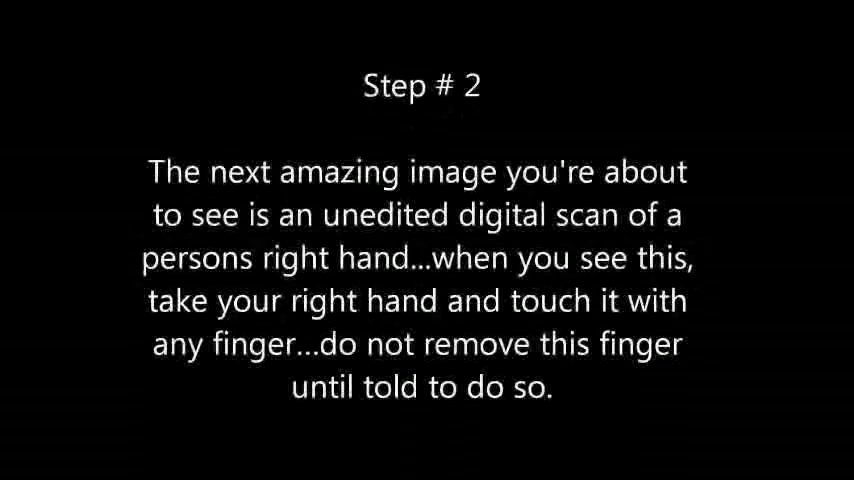 Step # 2
The next amazing image you're about
to see is an unedited digital scan of a
persons right hand...when you see this,
take your right hand and touch it with
any finger...do not remove this finger
until told to do so.